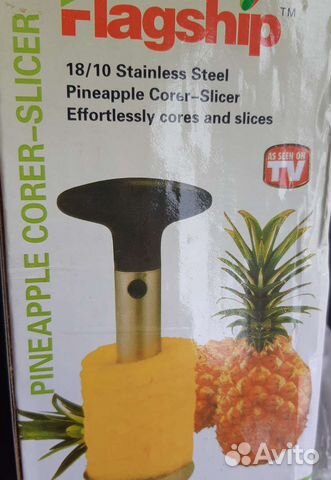 Flagship TM
18/10 Stainless Steel
Pineapple Corer-Slicer
Effortlessly cores and slices
AS SEEN ON
TV
PINEAPPLE CORER-SLICER
Avito